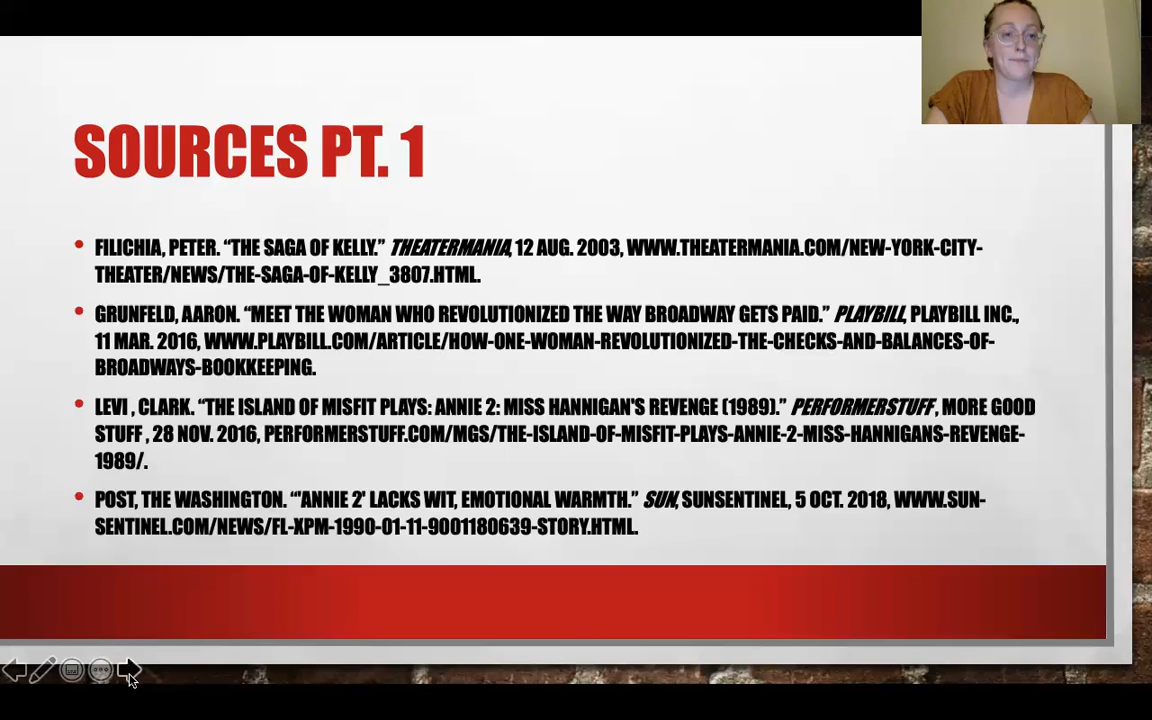 SOURCES PT. 1
• FILICHIA, PETER. “THE SAGA OF KELLY.” THEATERMANIA, 12 AUG. 2003, WWW.THEATERMANIA.COM/NEW-YORK-CITY-
THEATER/NEWS/THE-SAGA-OF-KELLY_3807.HTML.
• GRUNFELD, AARON. “MEET THE WOMAN WHO REVOLUTIONIZED THE WAY BROADWAY GETS PAID.” PLAYBILL, PLAYBILL INC.,
11 MAR. 2016, WWW.PLAYBILL.COM/ARTICLE/HOW-ONE-WOMAN-REVOLUTIONIZED-THE-CHECKS-AND-BALANCES-OF-
BROADWAYS-BOOKKEEPING.
• LEVI , CLARK. “THE ISLAND OF MISFIT PLAYS: ANNIE 2: MISS HANNIGAN'S REVENGE (1989).” PERFORMERSTUFF , MORE GOOD
STUFF , 28 NOV. 2016, PERFORMERSTUFF.COM/MGS/THE-ISLAND-OF-MISFIT-PLAYS-ANNIE-2-MISS-HANNIGANS-REVENGE-
1989/.
• POST, THE WASHINGTON. “'ANNIE 2' LACKS WIT, EMOTIONAL WARMTH.” SUN, SUNSENTINEL, 5 OCT. 2018, WWW.SUN-
SENTINEL.COM/NEWS/FL-XPM-1990-01-11-9001180639-STORY.HTML.